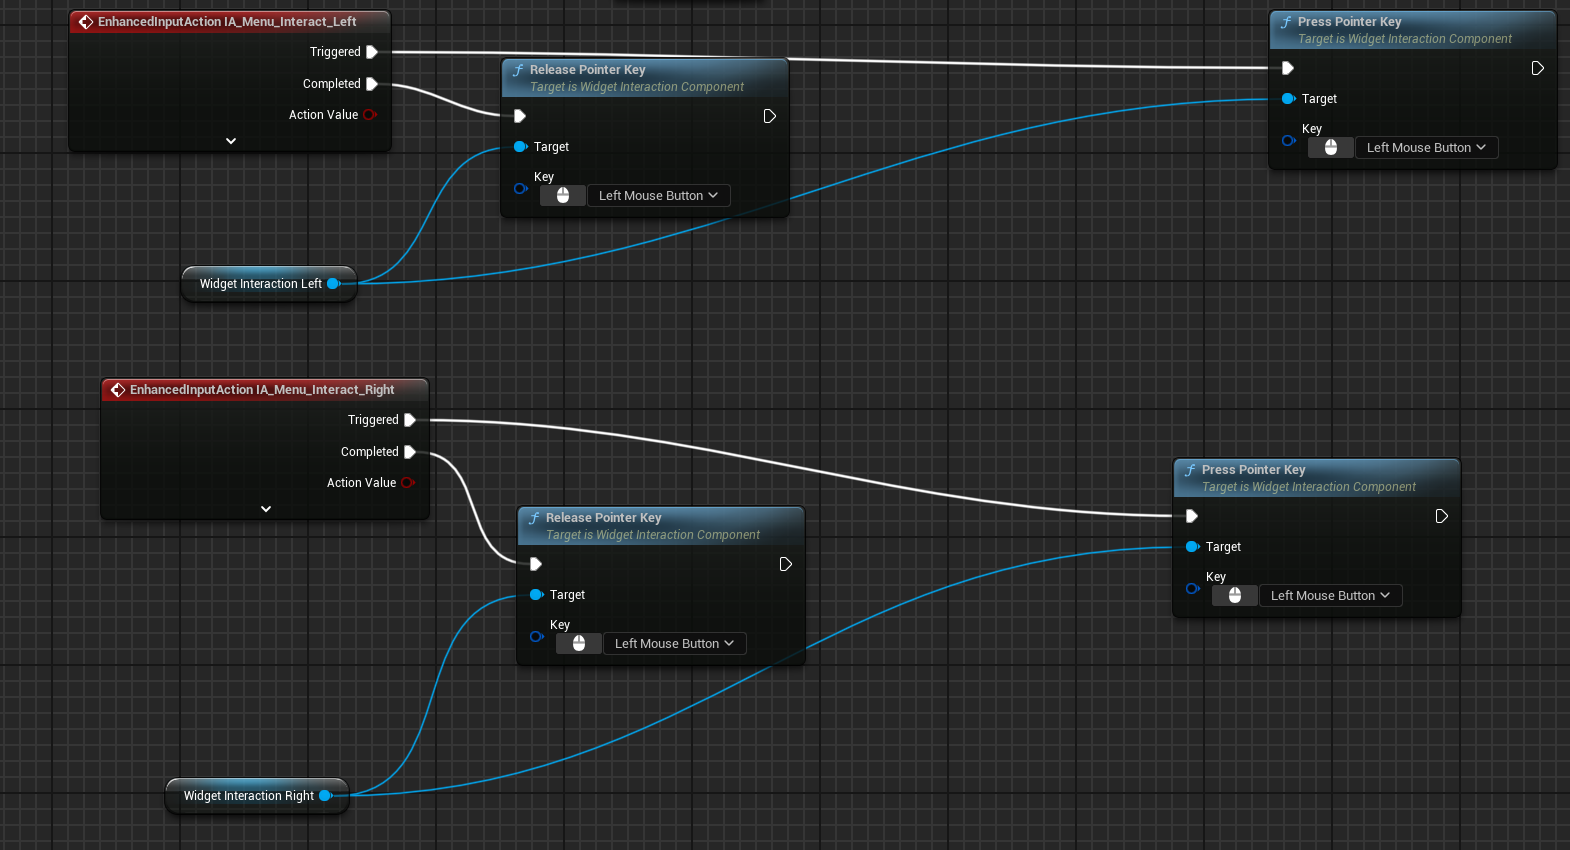 EnhancedInputAction IA_Menu_Interact_Left
Triggered
Completed
Action Value
Release Pointer Key
Target is Widget Interaction Component
Target
Key
Left Mouse Button
Press Pointer Key
Target is Widget Interaction Component
Target
Key
Left Mouse Button
Widget Interaction Left
EnhancedInputAction IA_Menu_Interact_Right
Triggered
Completed
Action Value
Release Pointer Key
Target is Widget Interaction Component
Target
Key
Left Mouse Button
Press Pointer Key
Target is Widget Interaction Component
Target
Key
Left Mouse Button
Widget Interaction Right